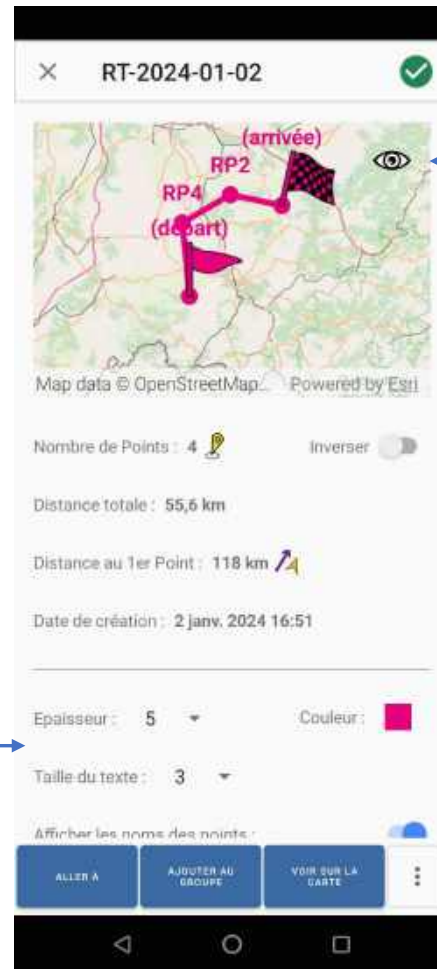 RT-2024-01-02
(arrivée)
RP2
RP4
(départ)
Map data © OpenStreetMap... Powered by Esri
Nombre de Points : 4 Inverser
Distance totale : 55,6 km
Distance au 1er Point : 118 km
Date de création : 2 janv. 2024 16:51
Epaisseur : 5 Couleur :
Taille du texte : 3
Afficher les noms des points :
ALLER À
AJOUTER AU GROUPE
VOIR SUR LA CARTE